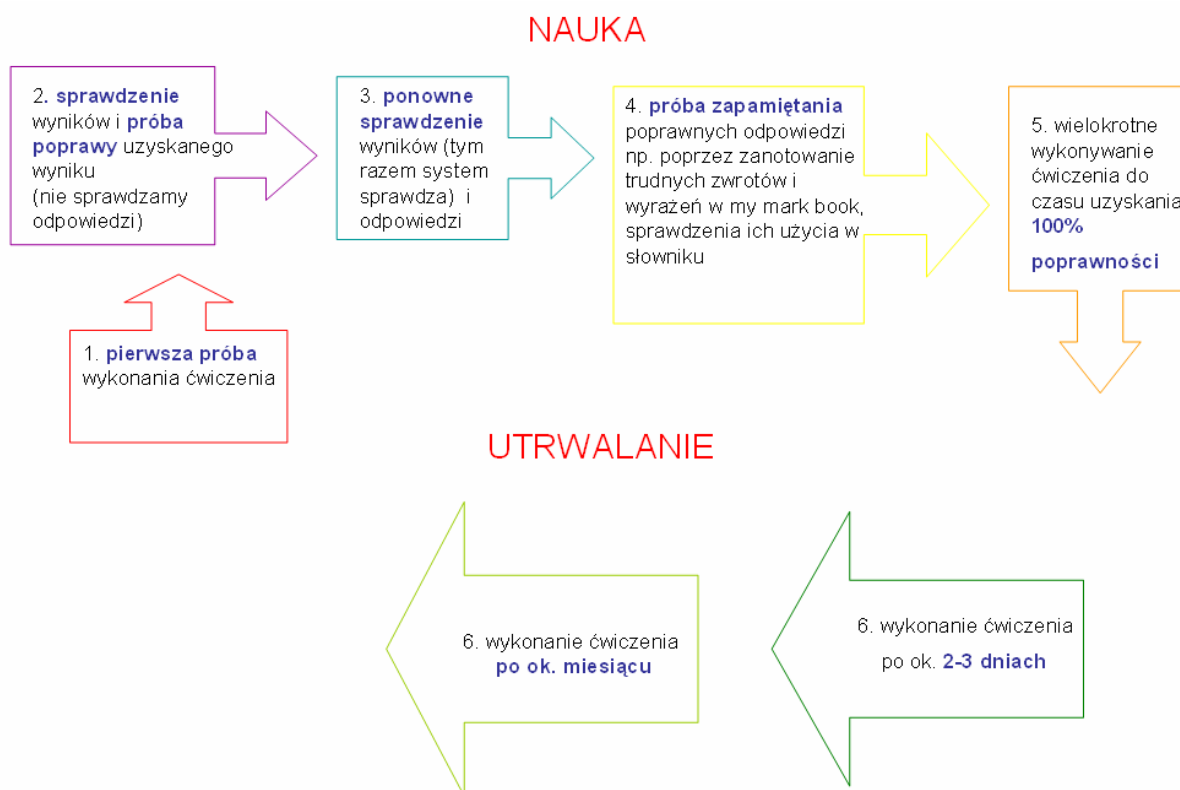 NAUKA
2. sprawdzenie
wyników i próba
poprawy uzyskanego
wyniku
(nie sprawdzamy
odpowiedzi)
3. ponowne
sprawdzenie
wyników (tym
razem system
sprawdza) i
odpowiedzi
4. próba zapamiętania
poprawnych odpowiedzi
np. poprzez zanotowanie
trudnych zwrotów i
wyrażeń w my mark book,
sprawdzenia ich użycia w
słowniku
5. wielokrotne
wykonywanie
ćwiczenia do
czasu uzyskania
100%
poprawności
1. pierwsza próba
wykonania ćwiczenia
UTRWALANIE
6. wykonanie ćwiczenia
po ok. miesiącu
6. wykonanie ćwiczenia
po ok. 2-3 dniach